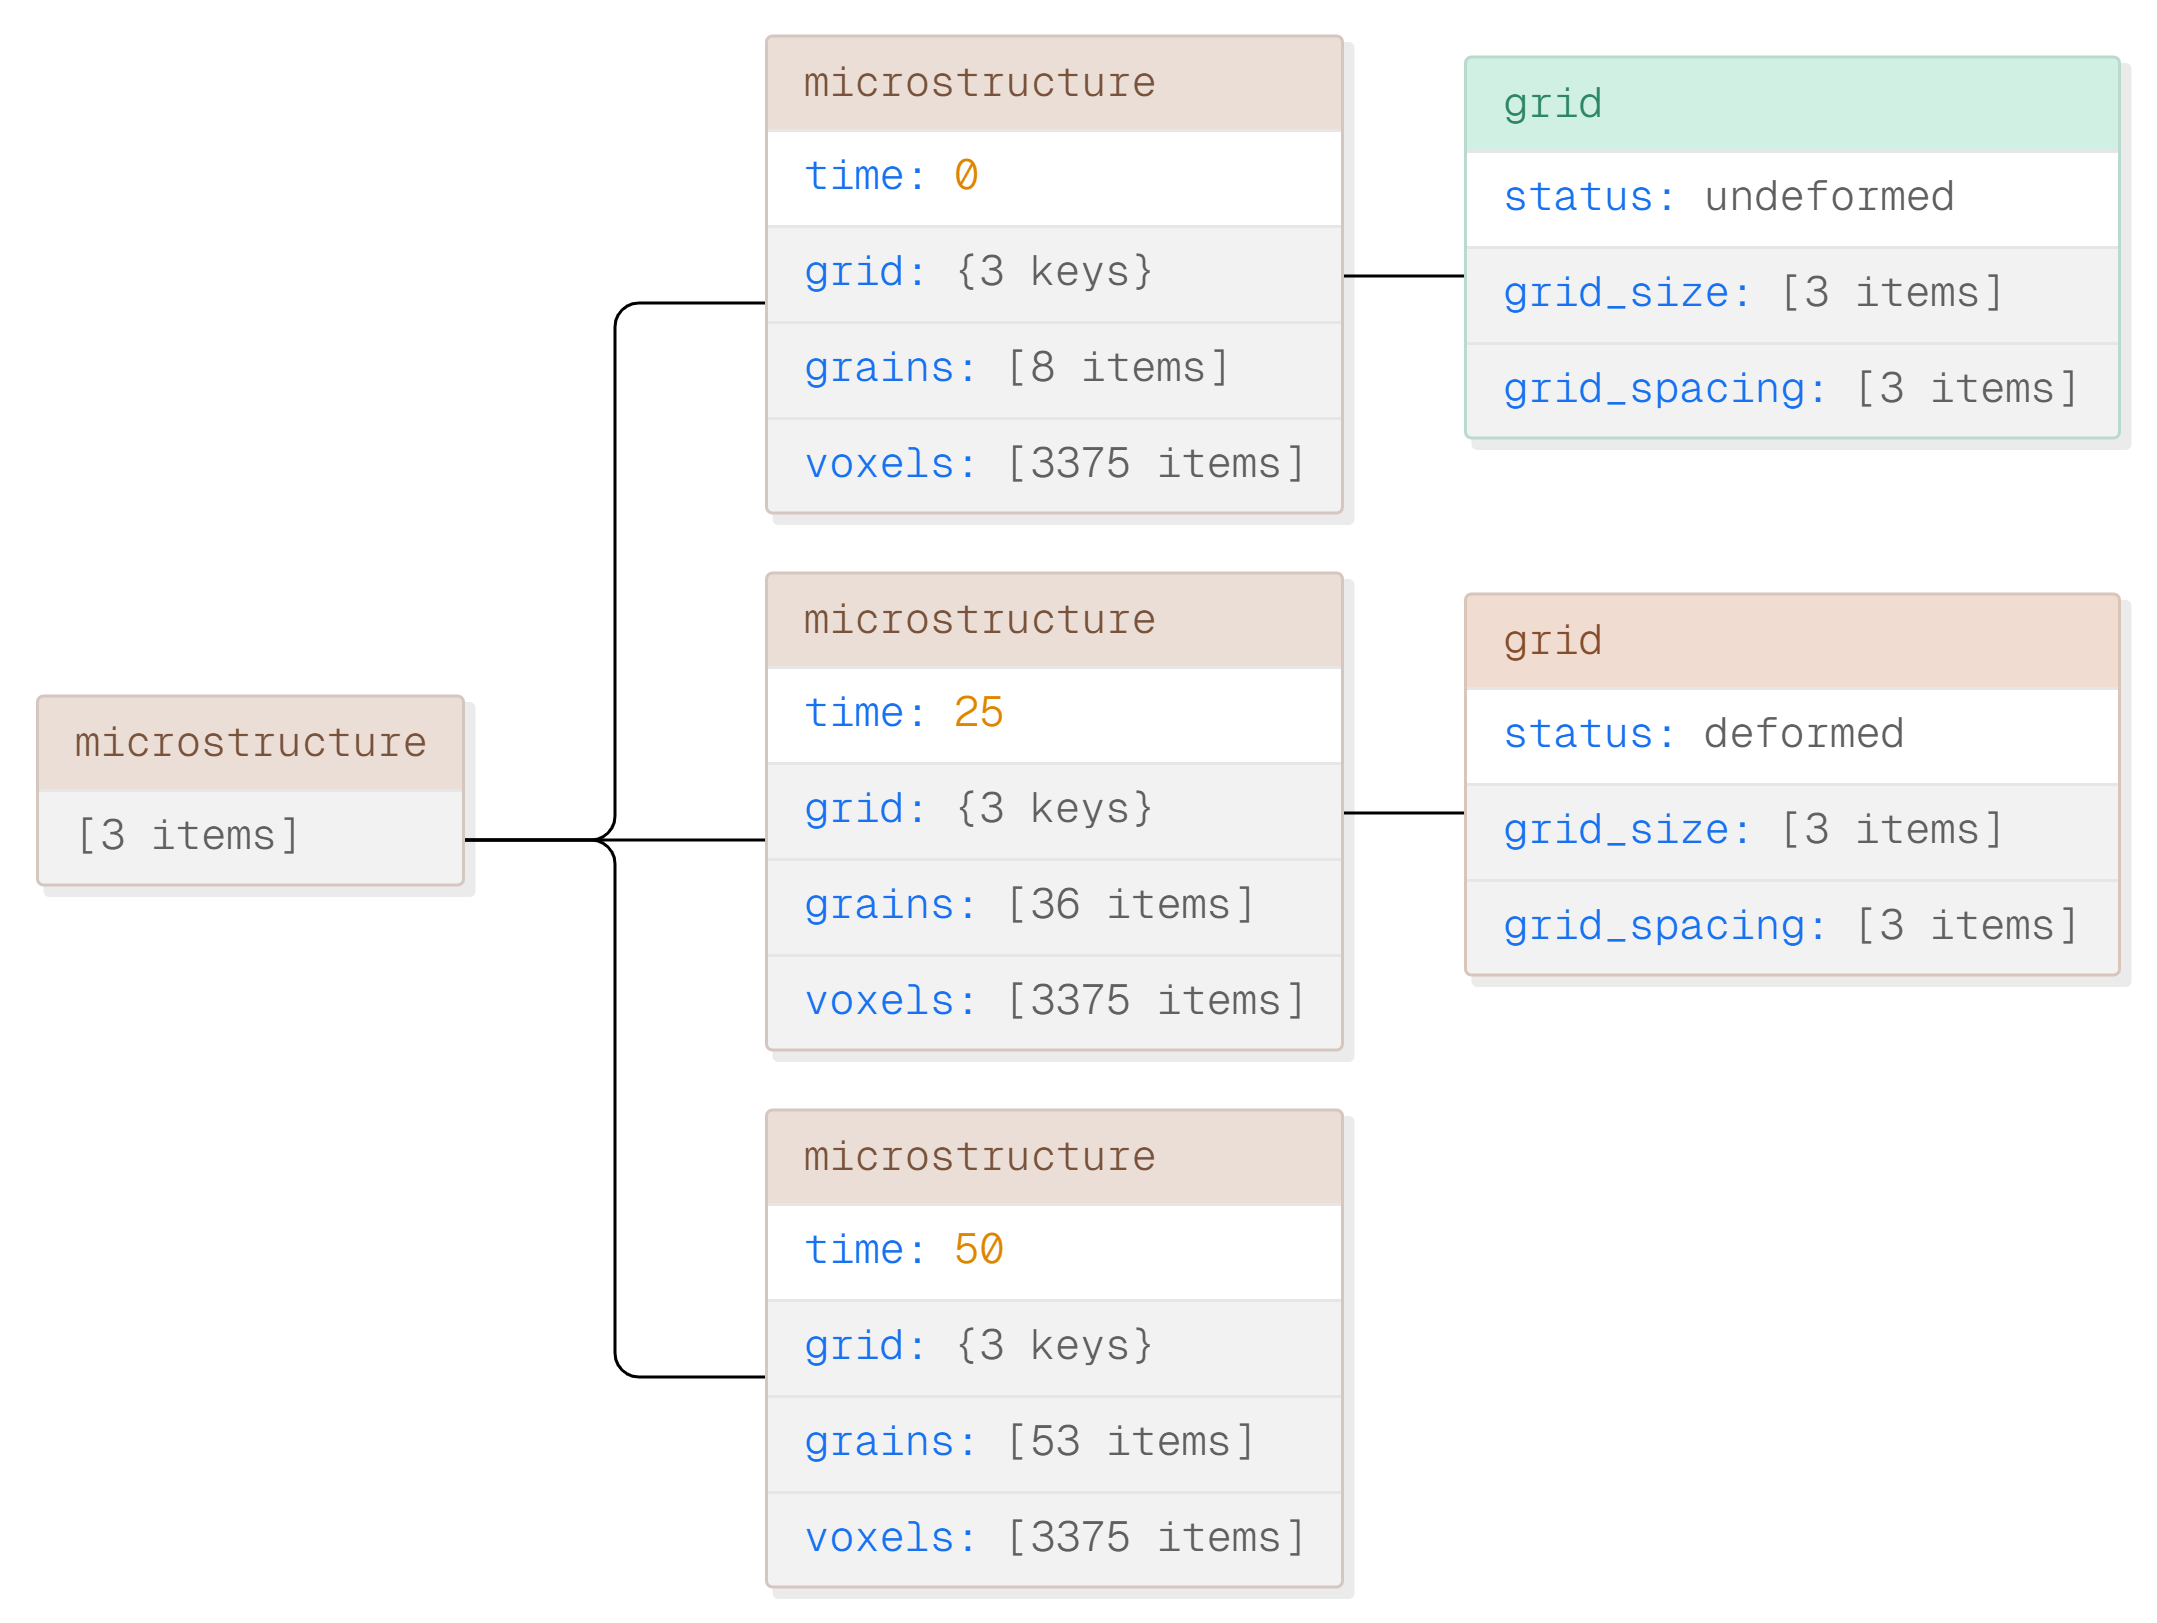 microstructure
[3 items]
microstructure
time: 0
grid: {3 keys}
grains: [8 items]
voxels: [3375 items]
grid
status: undeformed
grid_size: [3 items]
grid_spacing: [3 items]
microstructure
time: 25
grid: {3 keys}
grains: [36 items]
voxels: [3375 items]
grid
status: deformed
grid_size: [3 items]
grid_spacing: [3 items]
microstructure
time: 50
grid: {3 keys}
grains: [53 items]
voxels: [3375 items]